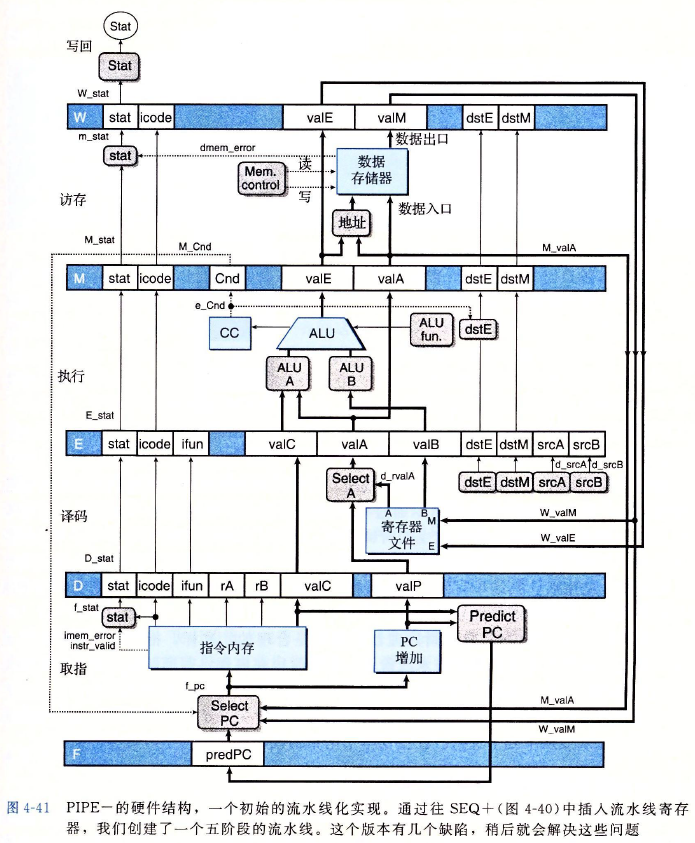 Stat
写回
Stat
W_stat
W stat icode valE valM dstE dstM
m_stat
数据出口
stat
dmem_error
读
数据
存储器
Mem.
control
写
访存
地址
数据入口
M_stat
M_Cnd
M_valA
M stat icode Cnd valE valA dstE dstM
e_Cnd
CC
ALU
ALU
fun.
dstE
ALU
A
ALU
B
执行
E_stat
E stat icode ifun valC valA valB dstE dstM srcA srcB
d_srcA d_srcB
Select
A
d_rvalA
dstE dstM srcA srcB
A B
M
寄存器
文件
E
W_valM
W_valE
译码
D_stat
D stat icode ifun rA rB valC valP
f_stat
stat
Predict
PC
imem_error
instr_valid
指令内存
PC
增加
取指
f_pc
Select
PC
M_valA
W_valM
F predPC
图 4-41 PIPE-的硬件结构，一个初始的流水线化实现。通过往 SEQ+(图 4-40)中插入流水线寄存
器，我们创建了一个五阶段的流水线。这个版本有几个缺陷，稍后就会解决这些问题